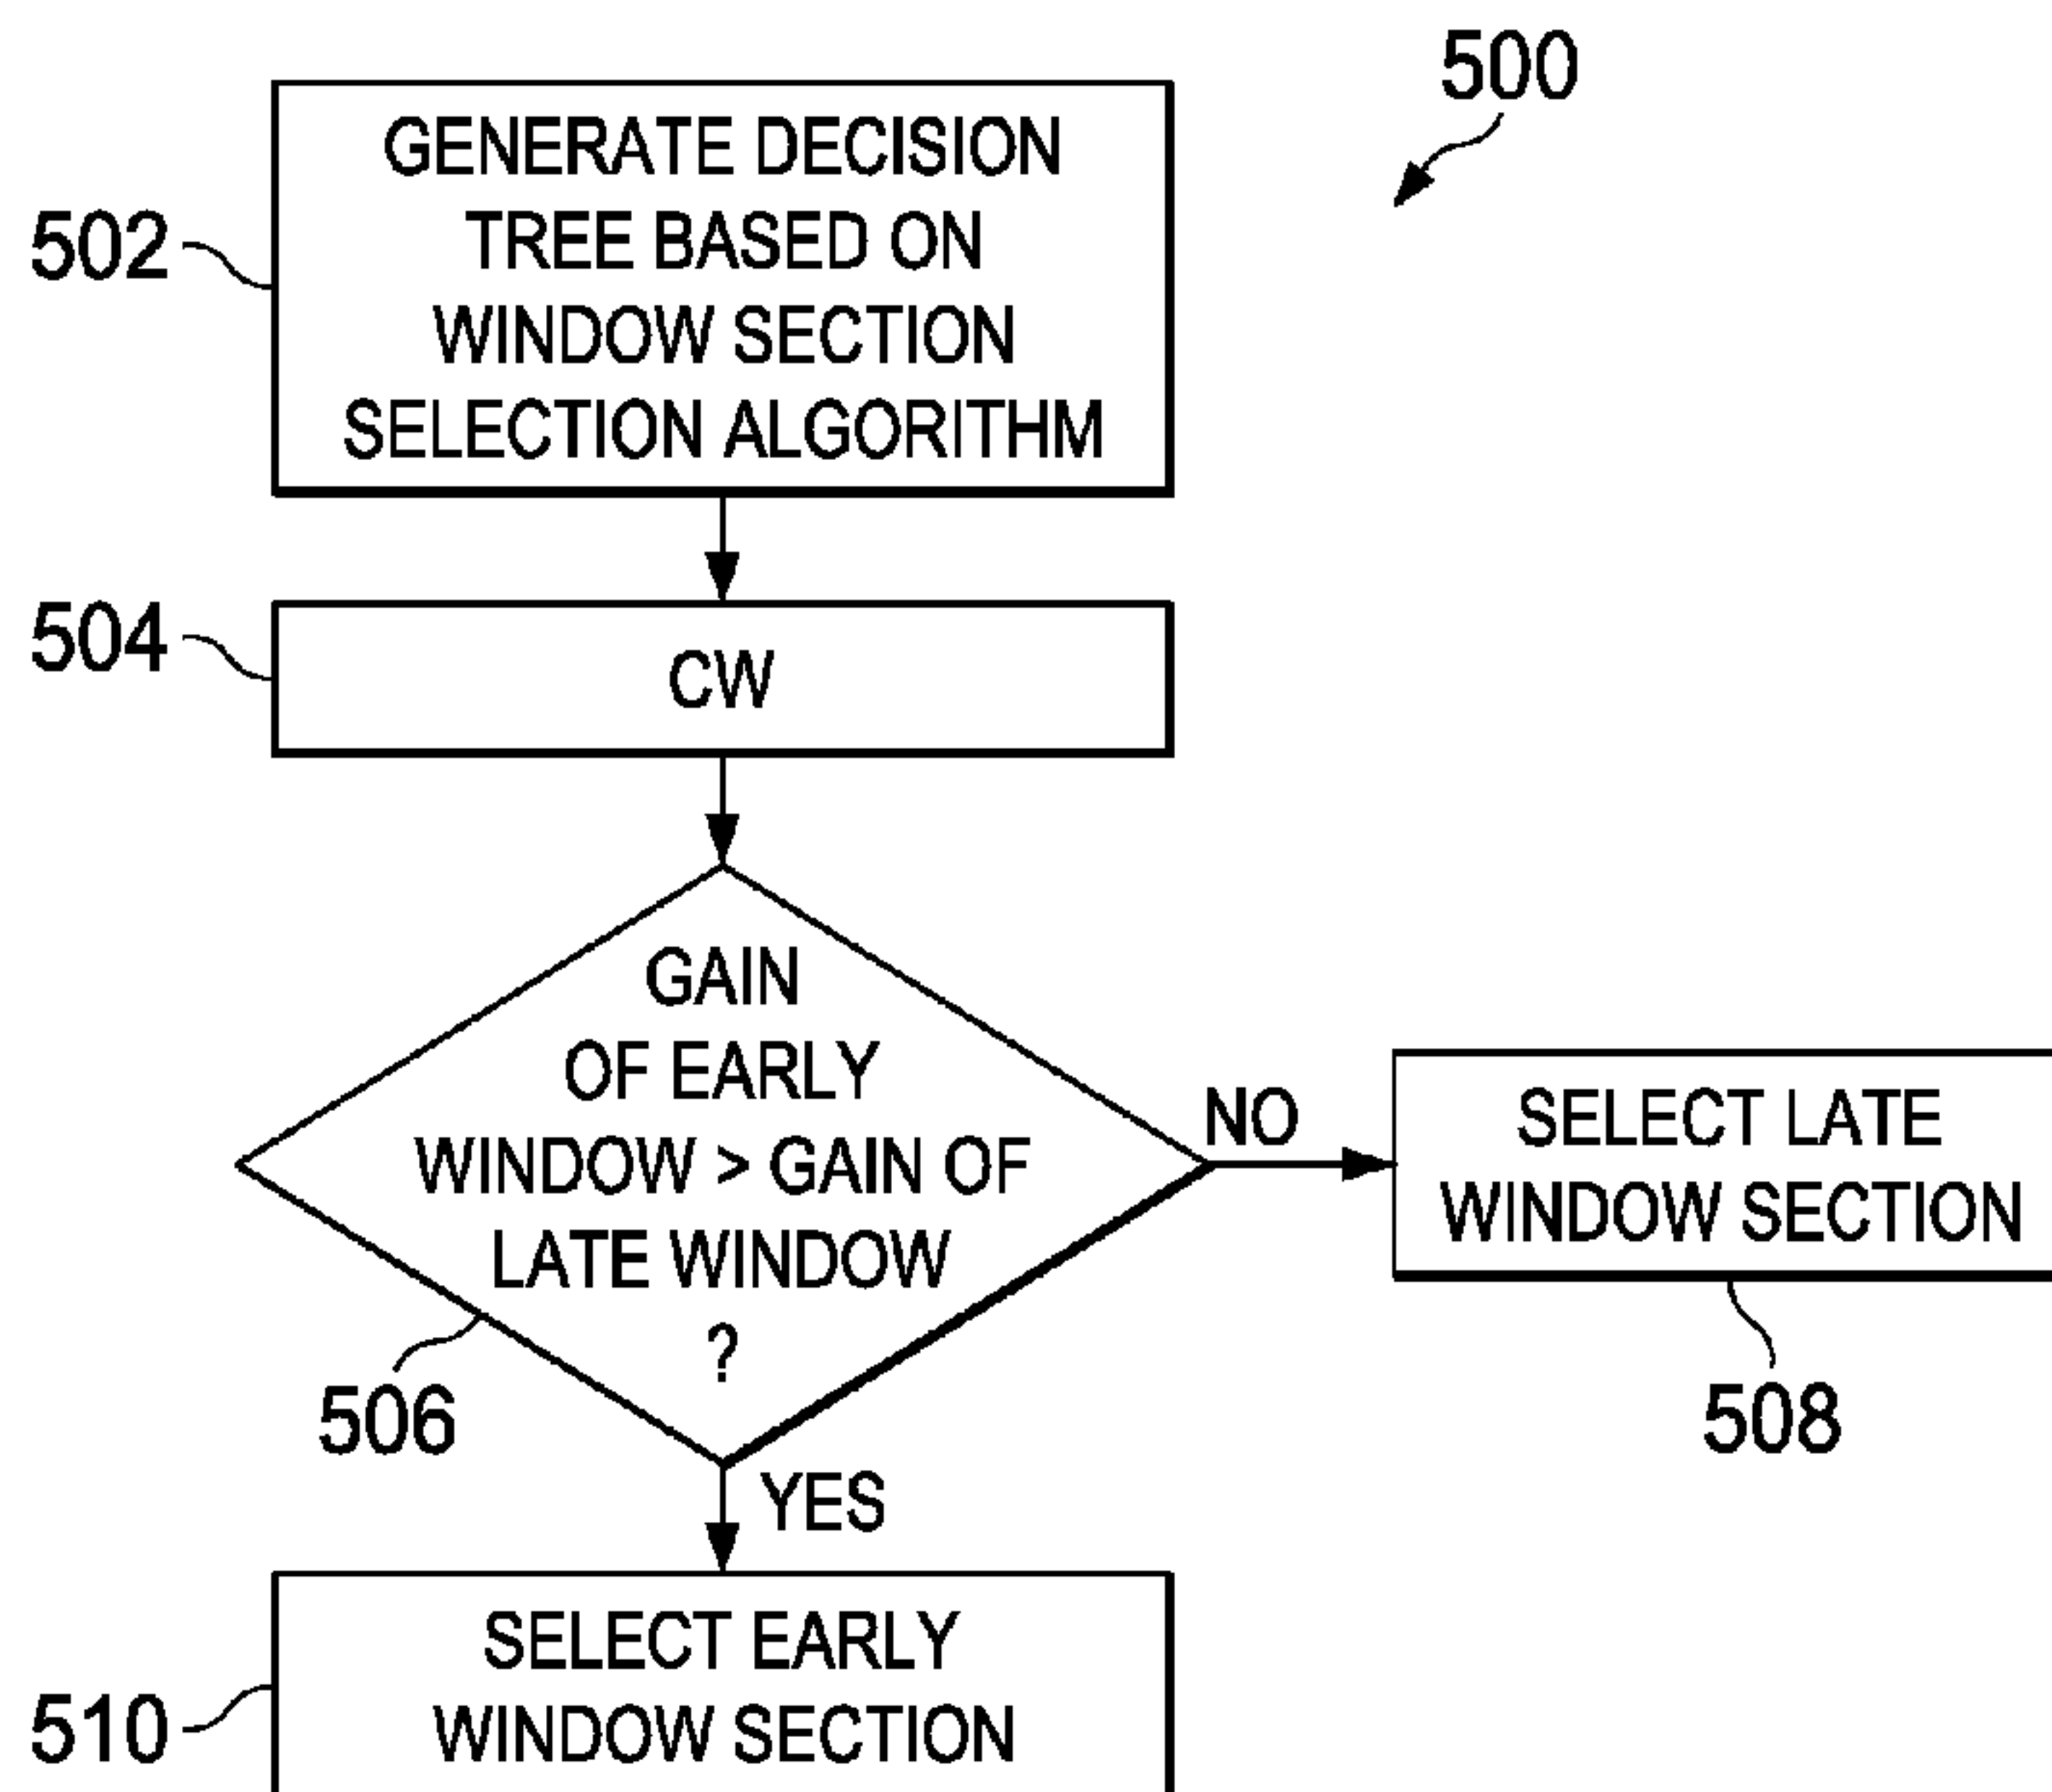 500
GENERATE DECISION
TREE BASED ON
WINDOW SECTION
SELECTION ALGORITHM
502
504
CW
GAIN
OF EARLY
WINDOW > GAIN OF
LATE WINDOW
?
506
NO
SELECT LATE
WINDOW SECTION
508
YES
SELECT EARLY
WINDOW SECTION
510